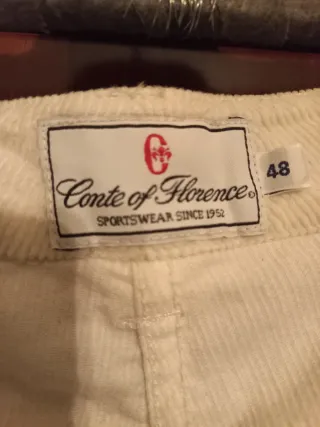 C
Conte of Florence®
SPORTSWEAR SINCE 1952
48